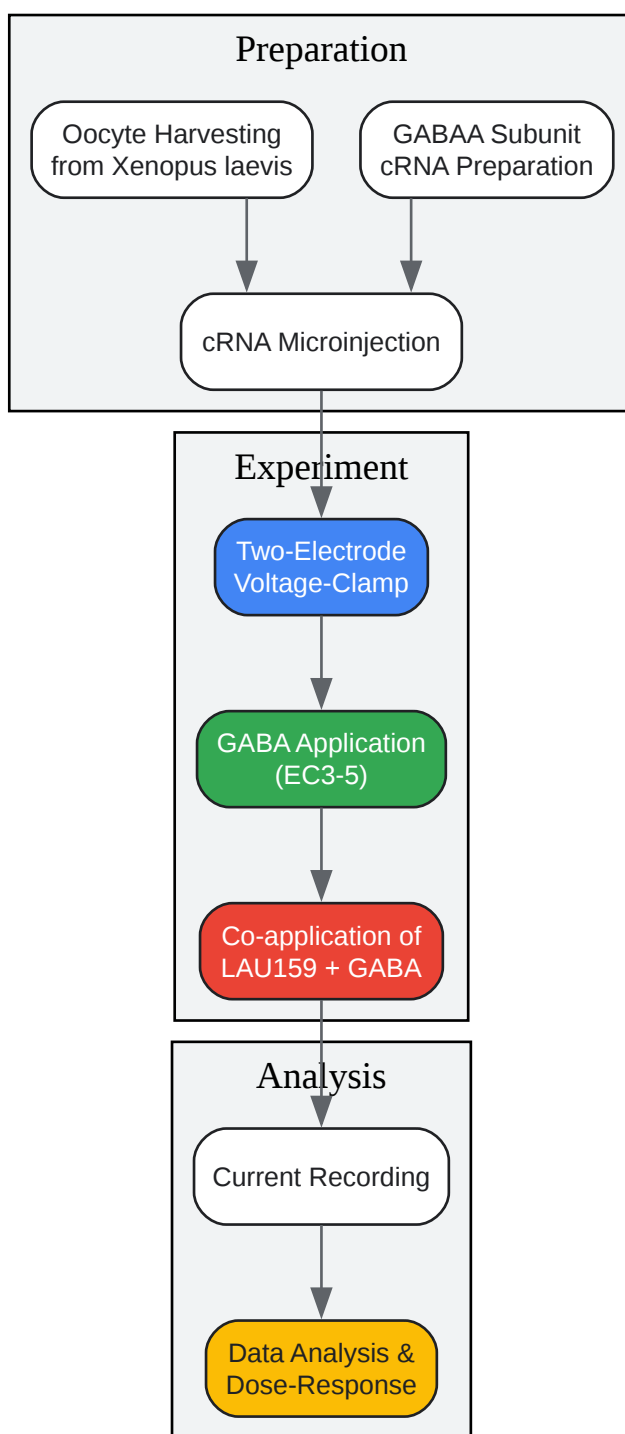 Preparation
Oocyte Harvesting
from Xenopus laevis
GABAA Subunit
cRNA Preparation
cRNA Microinjection
Experiment
Two-Electrode
Voltage-Clamp
GABA Application
(EC3-5)
Co-application of
LAU159 + GABA
Analysis
Current Recording
Data Analysis &
Dose-Response